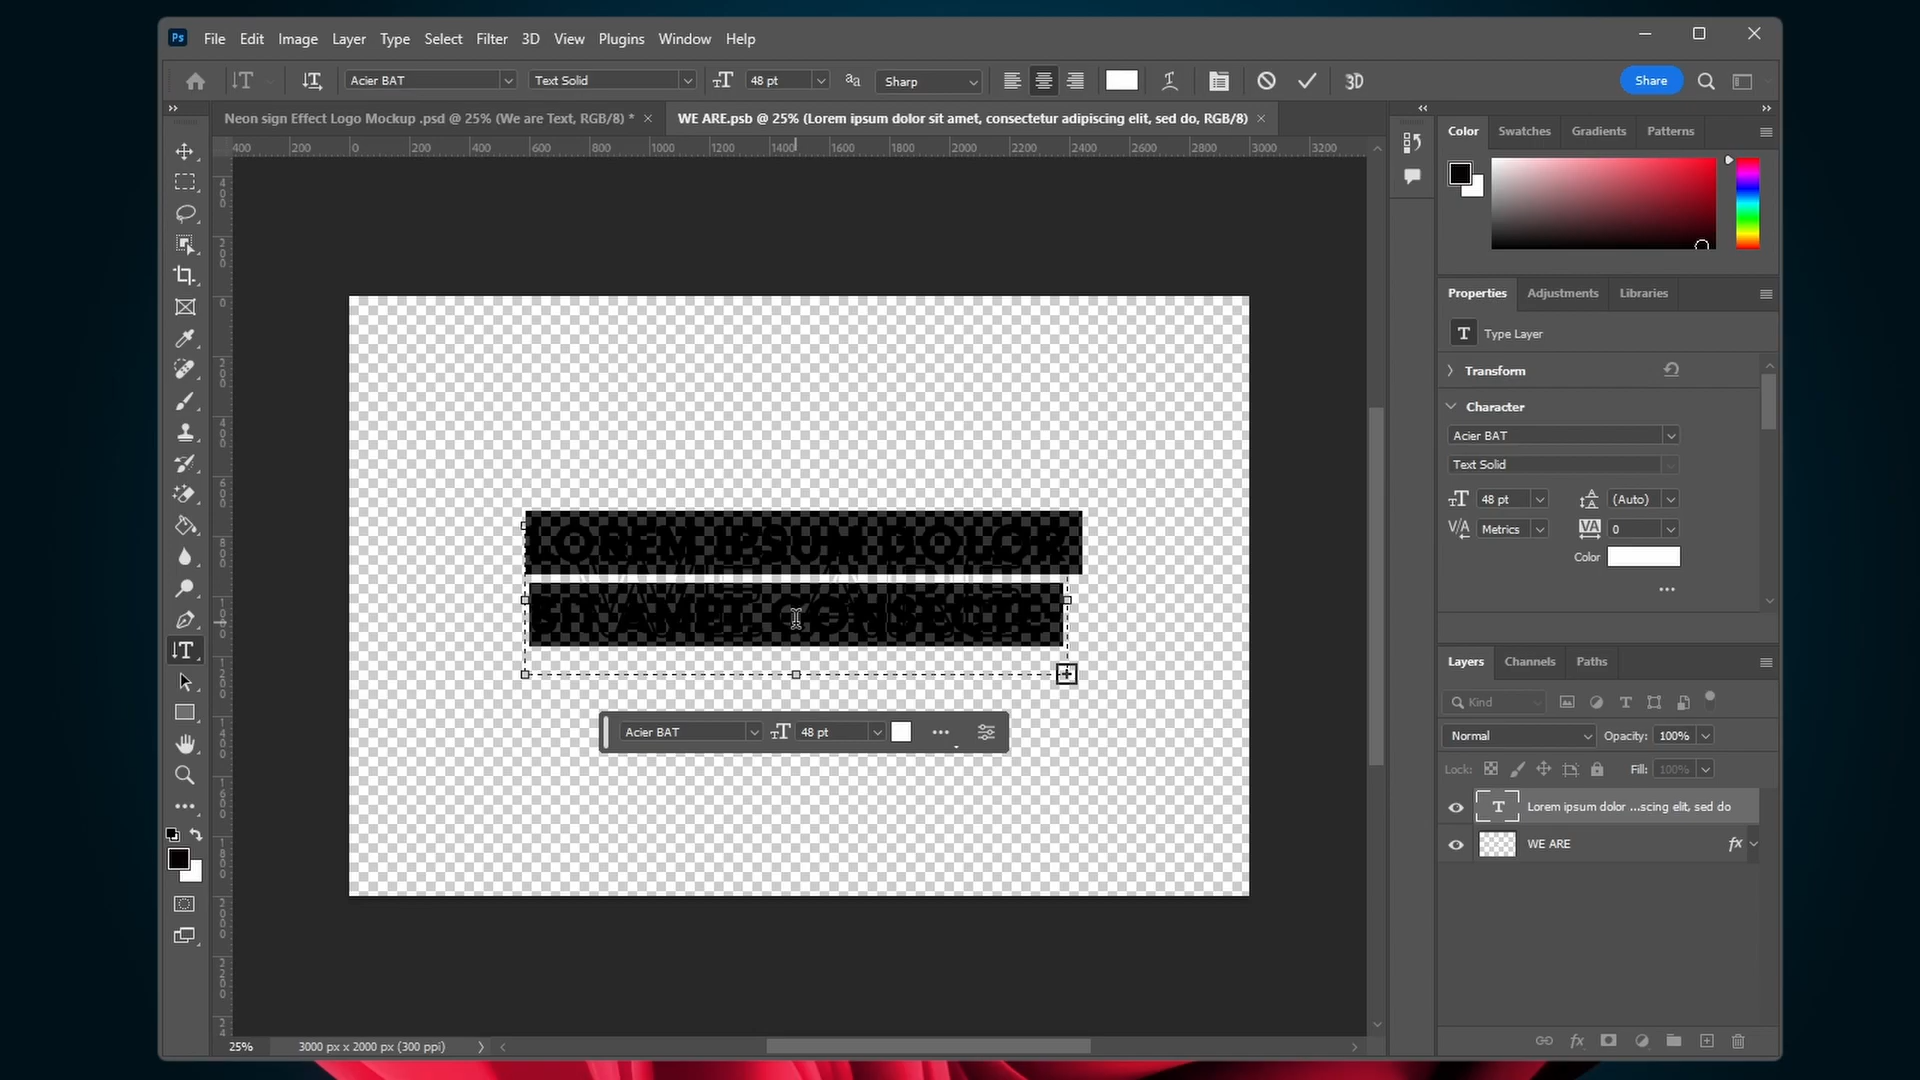 Ps File Edit Image Layer Type Select Filter 3D View Plugins Window Help
Acier BAT Text Solid 48 pt aa Sharp 3D Share
Neon sign Effect Logo Mockup .psd @ 25% (We are Text, RGB/8) *
WE ARE.psb @ 25% (Lorem ipsum dolor sit amet, consectetur adipiscing elit, sed do, RGB/8)
400 200 0 200 400 600 800 1000 1200 1400 1600 1800 2000 2200 2400 2600 2800 3000 3200
Color Swatches Gradients Patterns
Properties Adjustments Libraries
T Type Layer
Transform
Character
Acier BAT
Text Solid
48 pt (Auto)
Metrics 0
Color
LOREM IPSUM DOLOR
SIT AMET, CONSECTE
Acier BAT 48 pt
Layers Channels Paths
Kind
Normal Opacity: 100%
Lock: Fill: 100%
T Lorem ipsum dolor ...scing elit, sed do
WE ARE fx
25% 3000 px x 2000 px (300 ppi)
fx